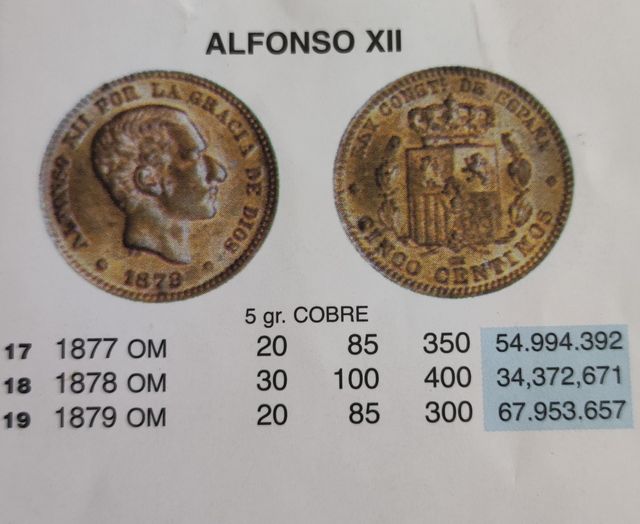 ALFONSO XII
ALFONSO XII POR LA GRACIA DE DIOS
1879
REY CONSTL. DE ESPAÑA
CINCO CENTIMOS
5 gr. COBRE
17 1877 OM 20 85 350 54.994.392
18 1878 OM 30 100 400 34,372,671
19 1879 OM 20 85 300 67.953.657